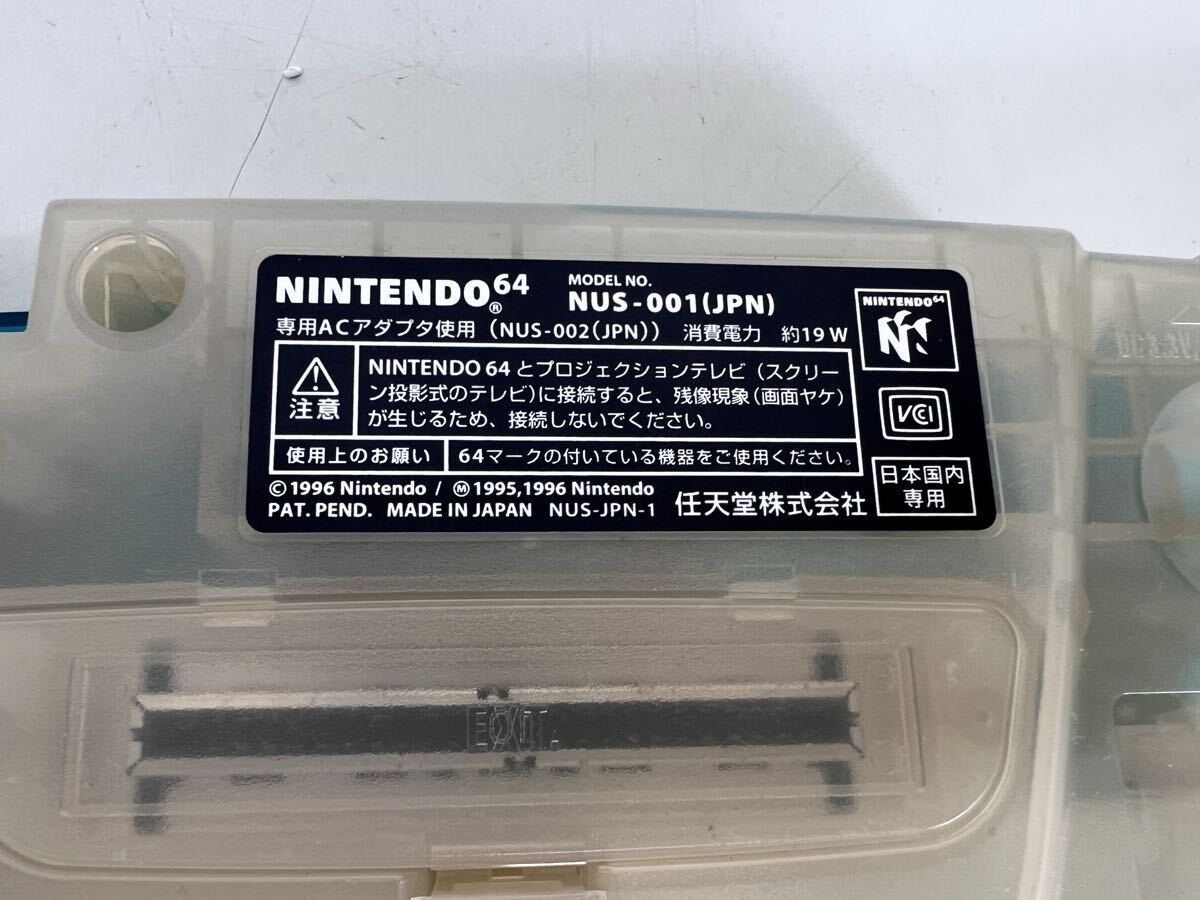 NINTENDO64®
MODEL NO.
NUS-001(JPN)
専用ACアダプタ使用 (NUS-002(JPN)) 消費電力 約19W
NINTENDO64
注意
NINTENDO 64 とプロジェクションテレビ (スクリー
ン投影式のテレビ)に接続すると、残像現象(画面ヤケ)
が生じるため、接続しないでください。
VCI
使用上のお願い
64マークの付いている機器をご使用ください。
© 1996 Nintendo / Ⓜ 1995,1996 Nintendo
PAT. PEND. MADE IN JAPAN NUS-JPN-1 任天堂株式会社
日本国内
専用